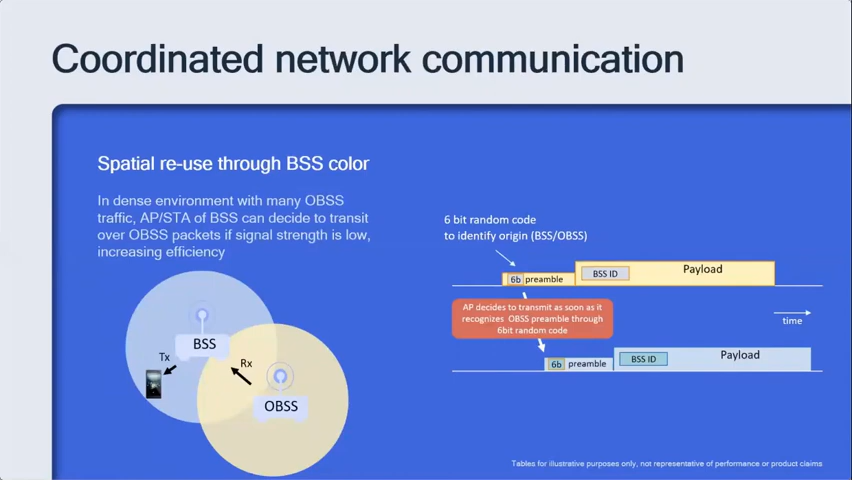 Coordinated network communication
Spatial re-use through BSS color
In dense environment with many OBSS
traffic, AP/STA of BSS can decide to transit
over OBSS packets if signal strength is low,
increasing efficiency
BSS
Tx
Rx
OBSS
6 bit random code
to identify origin (BSS/OBSS)
6b preamble
BSS ID
Payload
AP decides to transmit as soon as it
recognizes OBSS preamble through
6bit random code
time
6b preamble
BSS ID
Payload
Tables for illustrative purposes only, not representative of performance or product claims